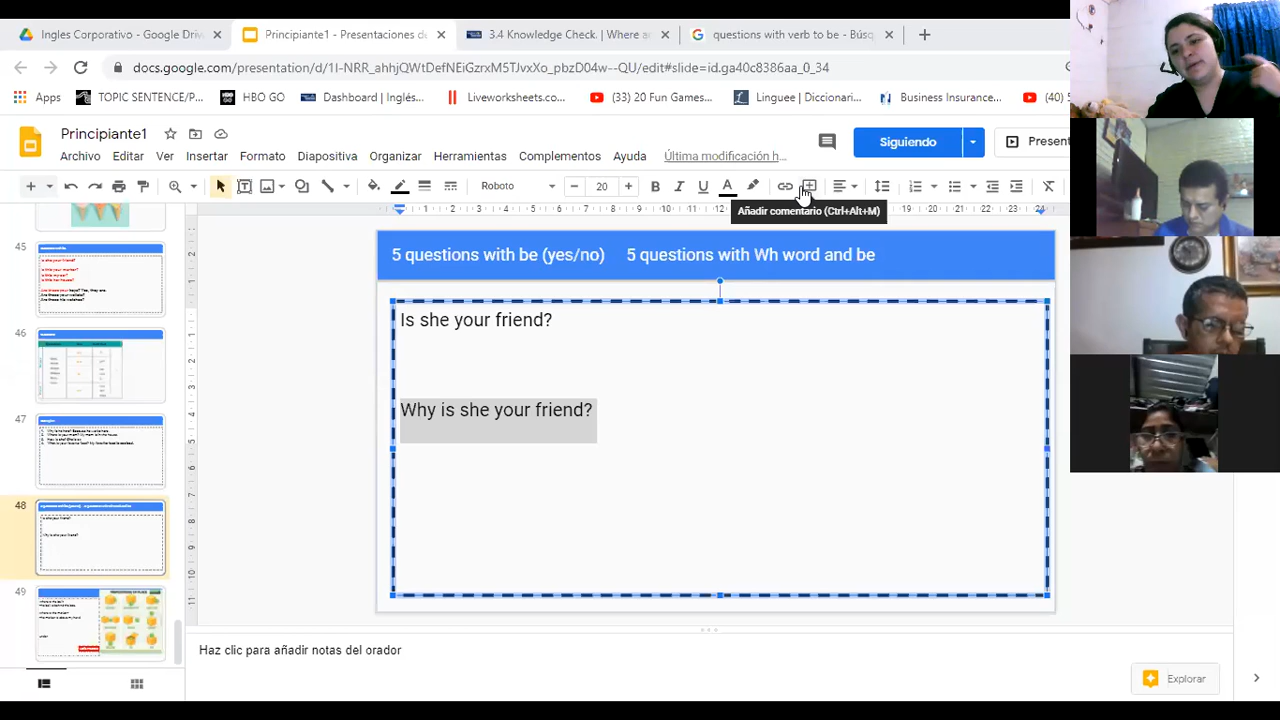 Inglés Corporativo - Google Driv
Principiante1 - Presentaciones d
3.4 Knowledge Check. | Where a
questions with verb to be - Búsq
docs.google.com/presentation/d/1I-NRR_ahhjQWtDefNEiGzrxM5TJvxXo_pbzD04w--QU/edit#slide=id.ga40c8386aa_0_34
Apps
TOPIC SENTENCE/P...
HBO GO
Dashboard | Inglés...
Liveworksheets.co...
(33) 20 Fun Games...
Linguee | Diccionari...
Business Insurance...
(40) 5
Principiante1
Siguiendo
Present
Archivo Editar Ver Insertar Formato Diapositiva Organizar Herramientas Complementos Ayuda Última modificación h...
Roboto
20
Añadir comentario (Ctrl+Alt+M)
5 questions with be (yes/no) 5 questions with wh word and be
Is she your friend?
Why is she your friend?
45
46
47
48
49
Haz clic para añadir notas del orador
Explorar